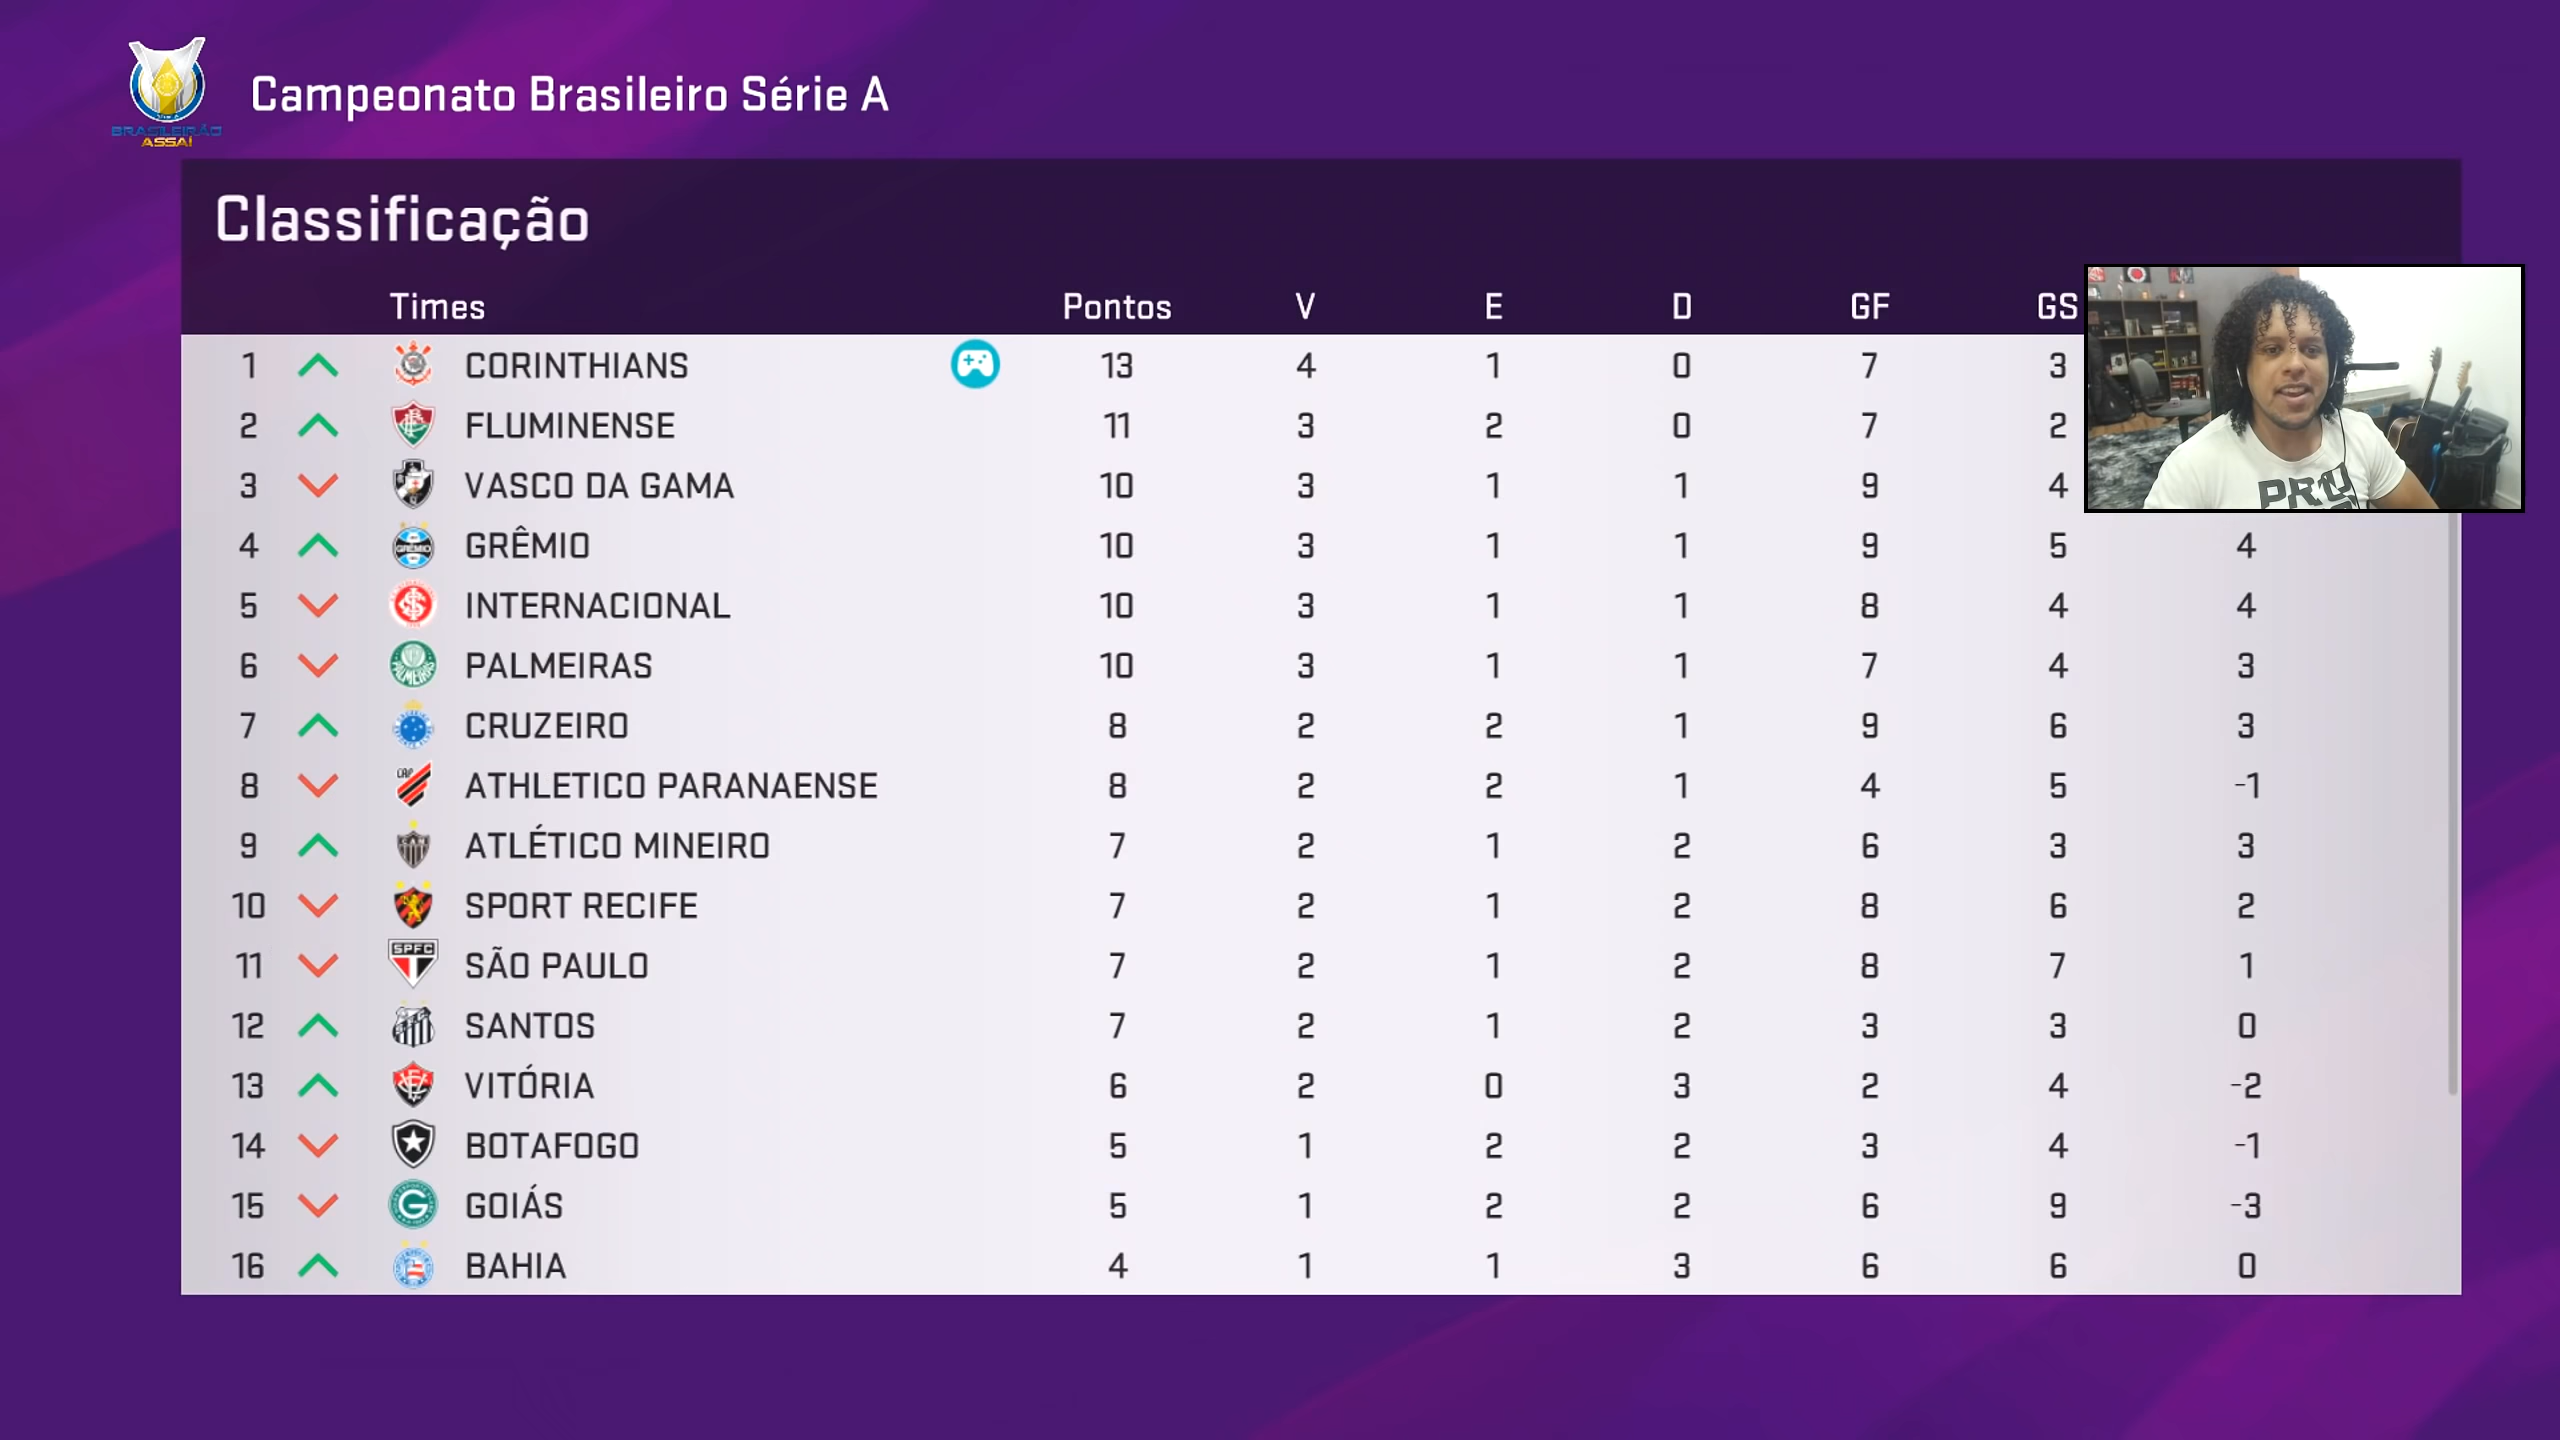 BRASILEIRÃO
ASSAÍ
Campeonato Brasileiro Série A
Classificação
Times Pontos V E D GF GS
1 CORINTHIANS 13 4 1 0 7 3
2 FLUMINENSE 11 3 2 0 7 2
3 VASCO DA GAMA 10 3 1 1 9 4
4 GRÊMIO 10 3 1 1 9 5 4
5 INTERNACIONAL 10 3 1 1 8 4 4
6 PALMEIRAS 10 3 1 1 7 4 3
7 CRUZEIRO 8 2 2 1 9 6 3
8 ATHLETICO PARANAENSE 8 2 2 1 4 5 -1
9 ATLÉTICO MINEIRO 7 2 1 2 6 3 3
10 SPORT RECIFE 7 2 1 2 8 6 2
11 SPFC SÃO PAULO 7 2 1 2 8 7 1
12 SANTOS 7 2 1 2 3 3 0
13 VITÓRIA 6 2 0 3 2 4 -2
14 BOTAFOGO 5 1 2 2 3 4 -1
15 GOIÁS 5 1 2 2 6 9 -3
16 BAHIA 4 1 1 3 6 6 0